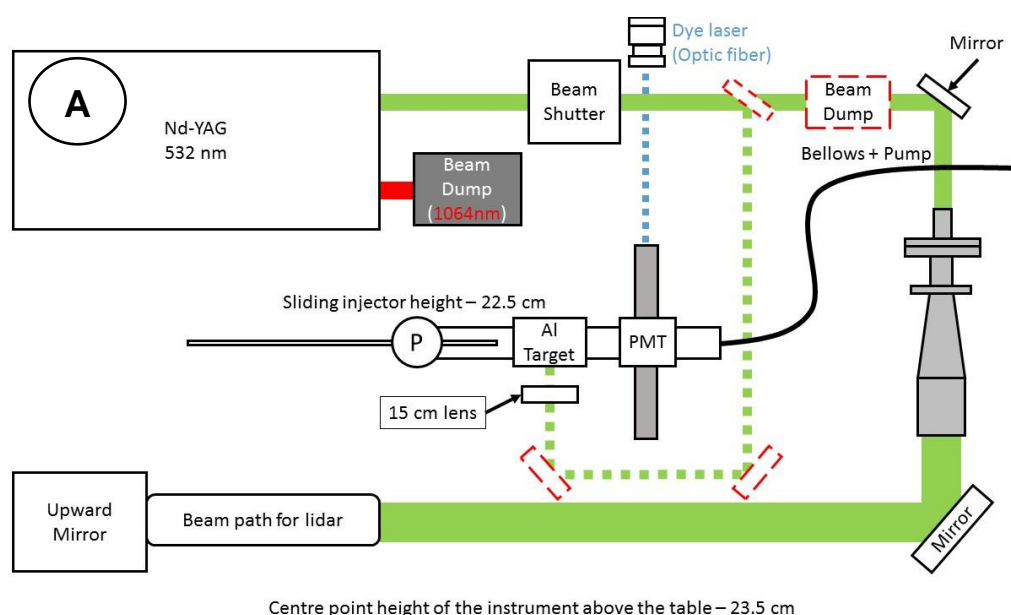 A
Nd-YAG
532 nm
Beam
Shutter
Dye laser
(Optic fiber)
Beam
Dump
Mirror
Bellows + Pump
Beam
Dump
(1064nm)
Sliding injector height – 22.5 cm
P
Al
Target
PMT
15 cm lens
Upward
Mirror
Beam path for lidar
Mirror
Centre point height of the instrument above the table – 23.5 cm